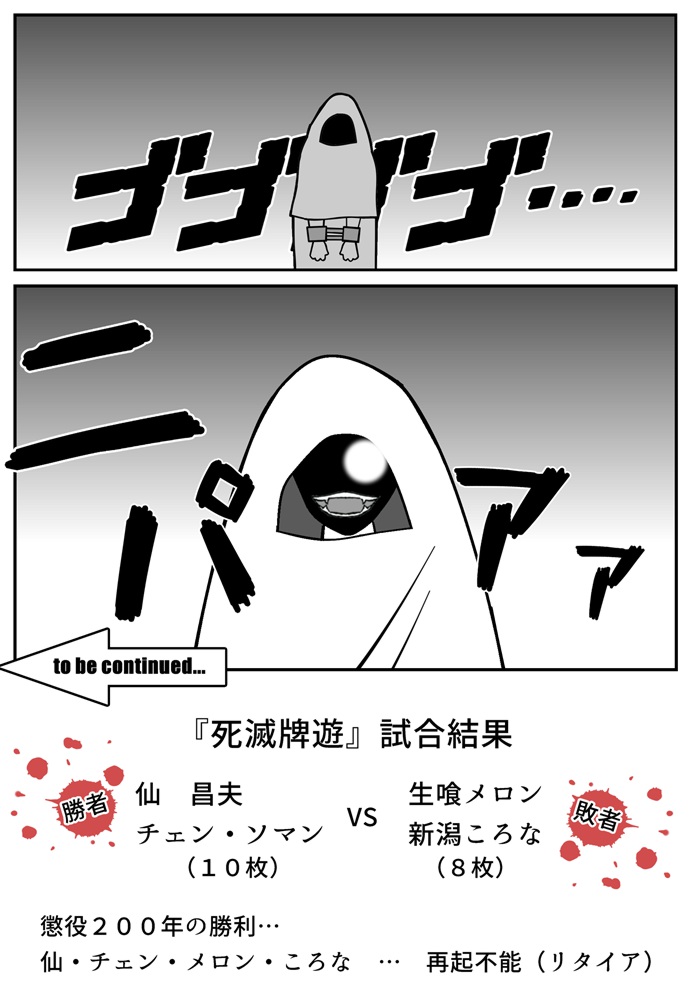 ゴゴゴゴ‥‥
ニパァァ
to be continued...
『死滅牌遊』試合結果
勝者
仙　昌夫
チェン・ソマン
（１０枚）
VS
生喰メロン
新潟ころな
（８枚）
敗者
懲役２００年の勝利…
仙・チェン・メロン・ころな　…　再起不能（リタイア）